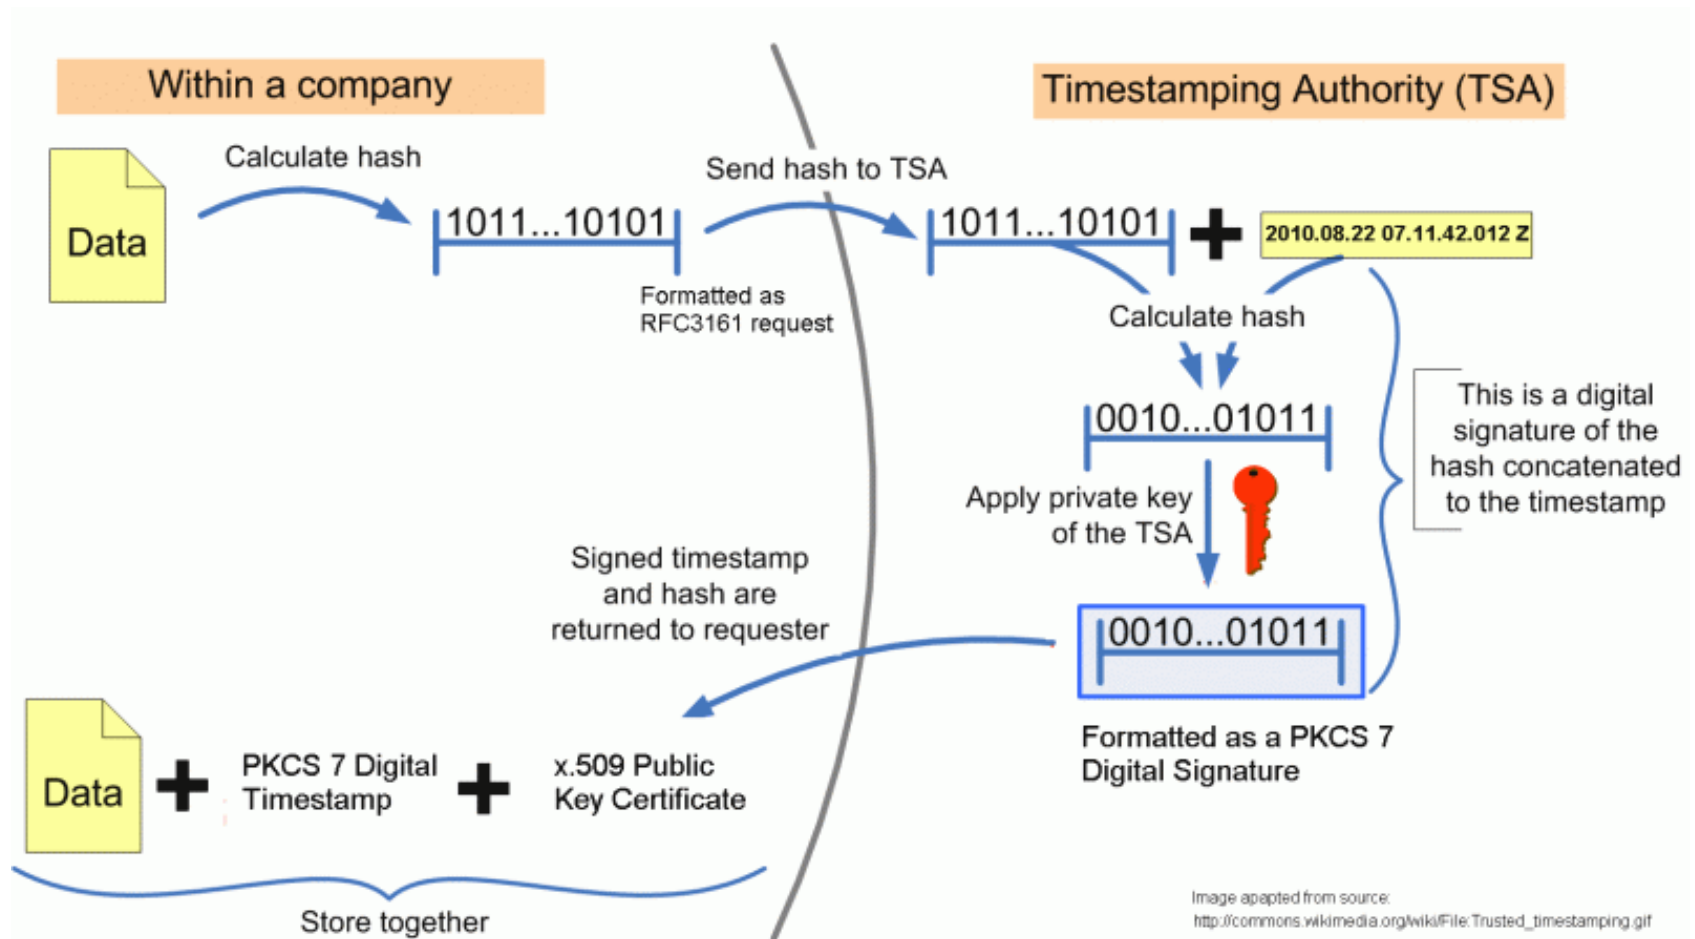 Within a company
Timestamping Authority (TSA)
Calculate hash
Send hash to TSA
Data
1011...10101
1011...10101
2010.08.22 07.11.42.012 Z
Formatted as
RFC3161 request
Calculate hash
0010...01011
This is a digital
signature of the
hash concatenated
to the timestamp
Apply private key
of the TSA
Signed timestamp
and hash are
returned to requester
0010...01011
Formatted as a PKCS 7
Digital Signature
Data
PKCS 7 Digital
Timestamp
x.509 Public
Key Certificate
Store together
Image apapted from source:
http://commons.wikimedia.org/wiki/File:Trusted_timestamping.gif